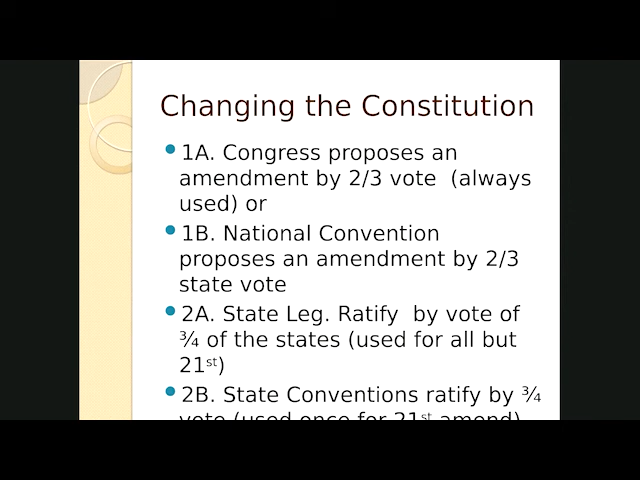 Changing the Constitution
1A. Congress proposes an
amendment by 2/3 vote (always
used) or
1B. National Convention
proposes an amendment by 2/3
state vote
2A. State Leg. Ratify by vote of
¾ of the states (used for all but
21st)
2B. State Conventions ratify by ¾
vote (used once for 21st amend)